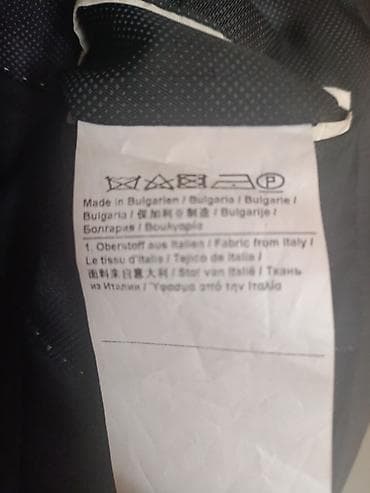 P
Made in Bulgarien / Bulgaria / Bulgarie /
Bulgaria / 保加利亚制造 / Bulgarije /
Болгария / Βουλγαρία
1. Oberstoff aus Italien / Fabric from Italy /
Le tissu d'Italie / Tejido de Italia /
面料来自意大利 / Stof van Italië / Ткань
из Италии / Ύφασμα από την Ιταλία